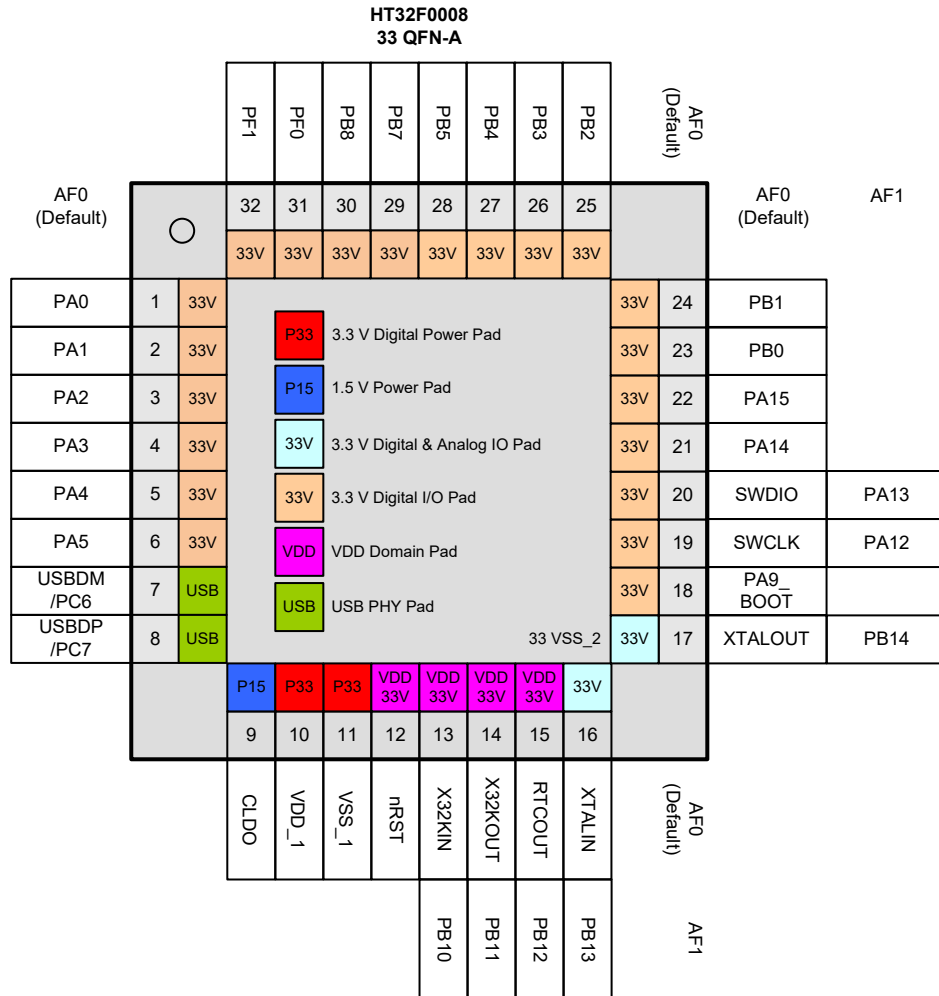 HT32F0008
33 QFN-A
PF1
PF0
PB8
PB7
PB5
PB4
PB3
PB2
AF0
(Default)
AF0
(Default)
32
31
30
29
28
27
26
25
AF0
(Default)
AF1
33V
33V
33V
33V
33V
33V
33V
33V
PA0
1
33V
PA1
2
33V
PA2
3
33V
PA3
4
33V
PA4
5
33V
PA5
6
33V
USBDM
/PC6
7
USB
USBDP
/PC7
8
USB
P33
3.3 V Digital Power Pad
P15
1.5 V Power Pad
33V
3.3 V Digital & Analog IO Pad
33V
3.3 V Digital I/O Pad
VDD
VDD Domain Pad
USB
USB PHY Pad
33 VSS_2
33V
24
PB1
33V
23
PB0
33V
22
PA15
33V
21
PA14
33V
20
SWDIO
PA13
33V
19
SWCLK
PA12
33V
18
PA9_
BOOT
33V
17
XTALOUT
PB14
P15
P33
P33
VDD
33V
VDD
33V
VDD
33V
VDD
33V
33V
9
10
11
12
13
14
15
16
CLDO
VDD_1
VSS_1
nRST
X32KIN
X32KOUT
RTCOUT
XTALIN
AF0
(Default)
PB10
PB11
PB12
PB13
AF1